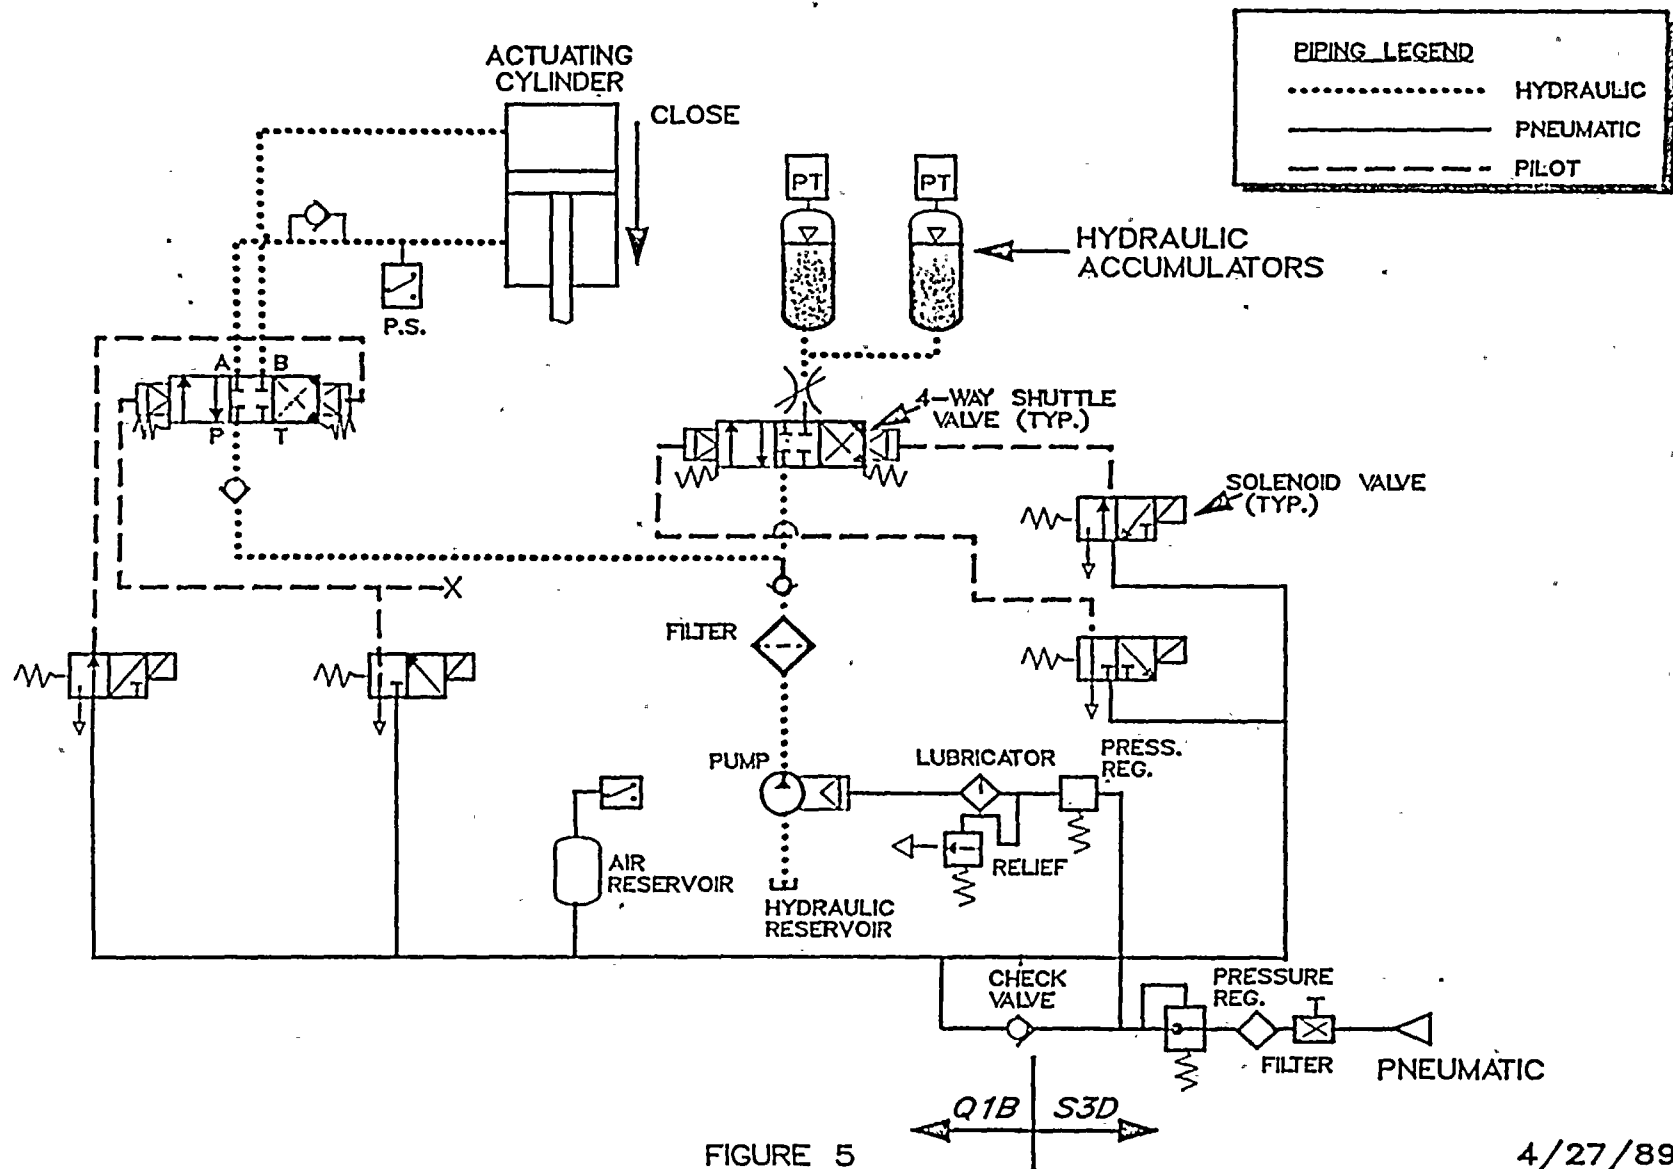 PIPING LEGEND
HYDRAULIC
PNEUMATIC
PILOT
ACTUATING
CYLINDER
CLOSE
PT
PT
HYDRAULIC
ACCUMULATORS
P.S.
A
B
P
T
4-WAY SHUTTLE
VALVE (TYP.)
SOLENOID VALVE
(TYP.)
T
X
FILTER
T
T
T
T
T
PUMP
LUBRICATOR
PRESS.
REG.
RELIEF
AIR
RESERVOIR
HYDRAULIC
RESERVOIR
CHECK
VALVE
PRESSURE
REG.
FILTER
PNEUMATIC
Q1B
S3D
FIGURE 5
4/27/89